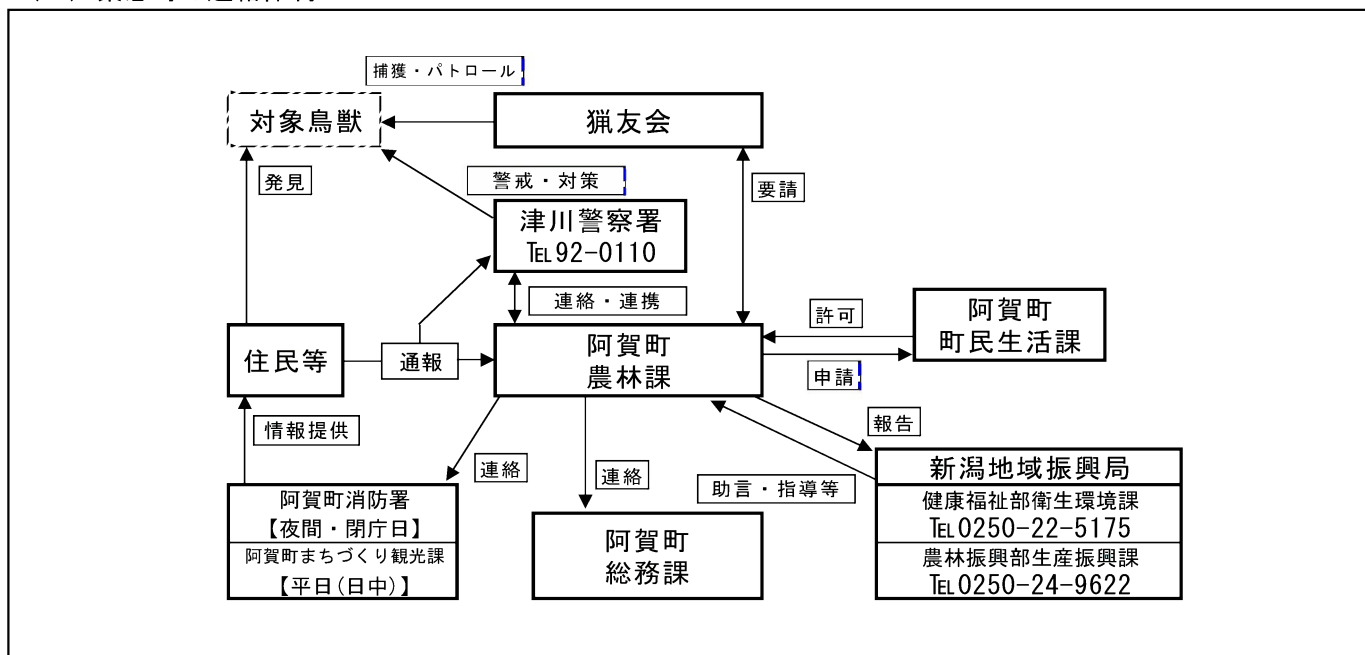 捕獲・パトロール
対象鳥獣
猟友会
発見
警戒・対策
要請
津川警察署
℡92-0110
連絡・連携
住民等
通報
阿賀町
農林課
許可
申請
阿賀町
町民生活課
情報提供
連絡
連絡
報告
助言・指導等
阿賀町消防署
【夜間・閉庁日】
阿賀町まちづくり観光課
【平日(日中)】
阿賀町
総務課
新潟地域振興局
健康福祉部衛生環境課
℡0250-22-5175
農林振興部生産振興課
℡0250-24-9622